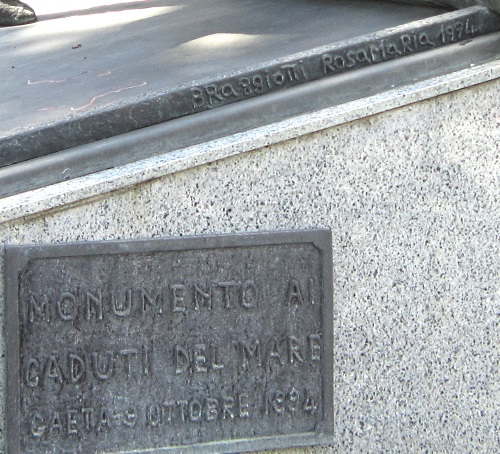 BRaggioTTi RosaMaRia 1994
MONUMENTO AI
CADUTI DEL MARE
GAETA-9 OTTOBRE 1994